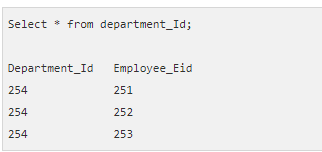 Select * from department_Id;
Department_Id Employee_Eid
254 251
254 252
254 253